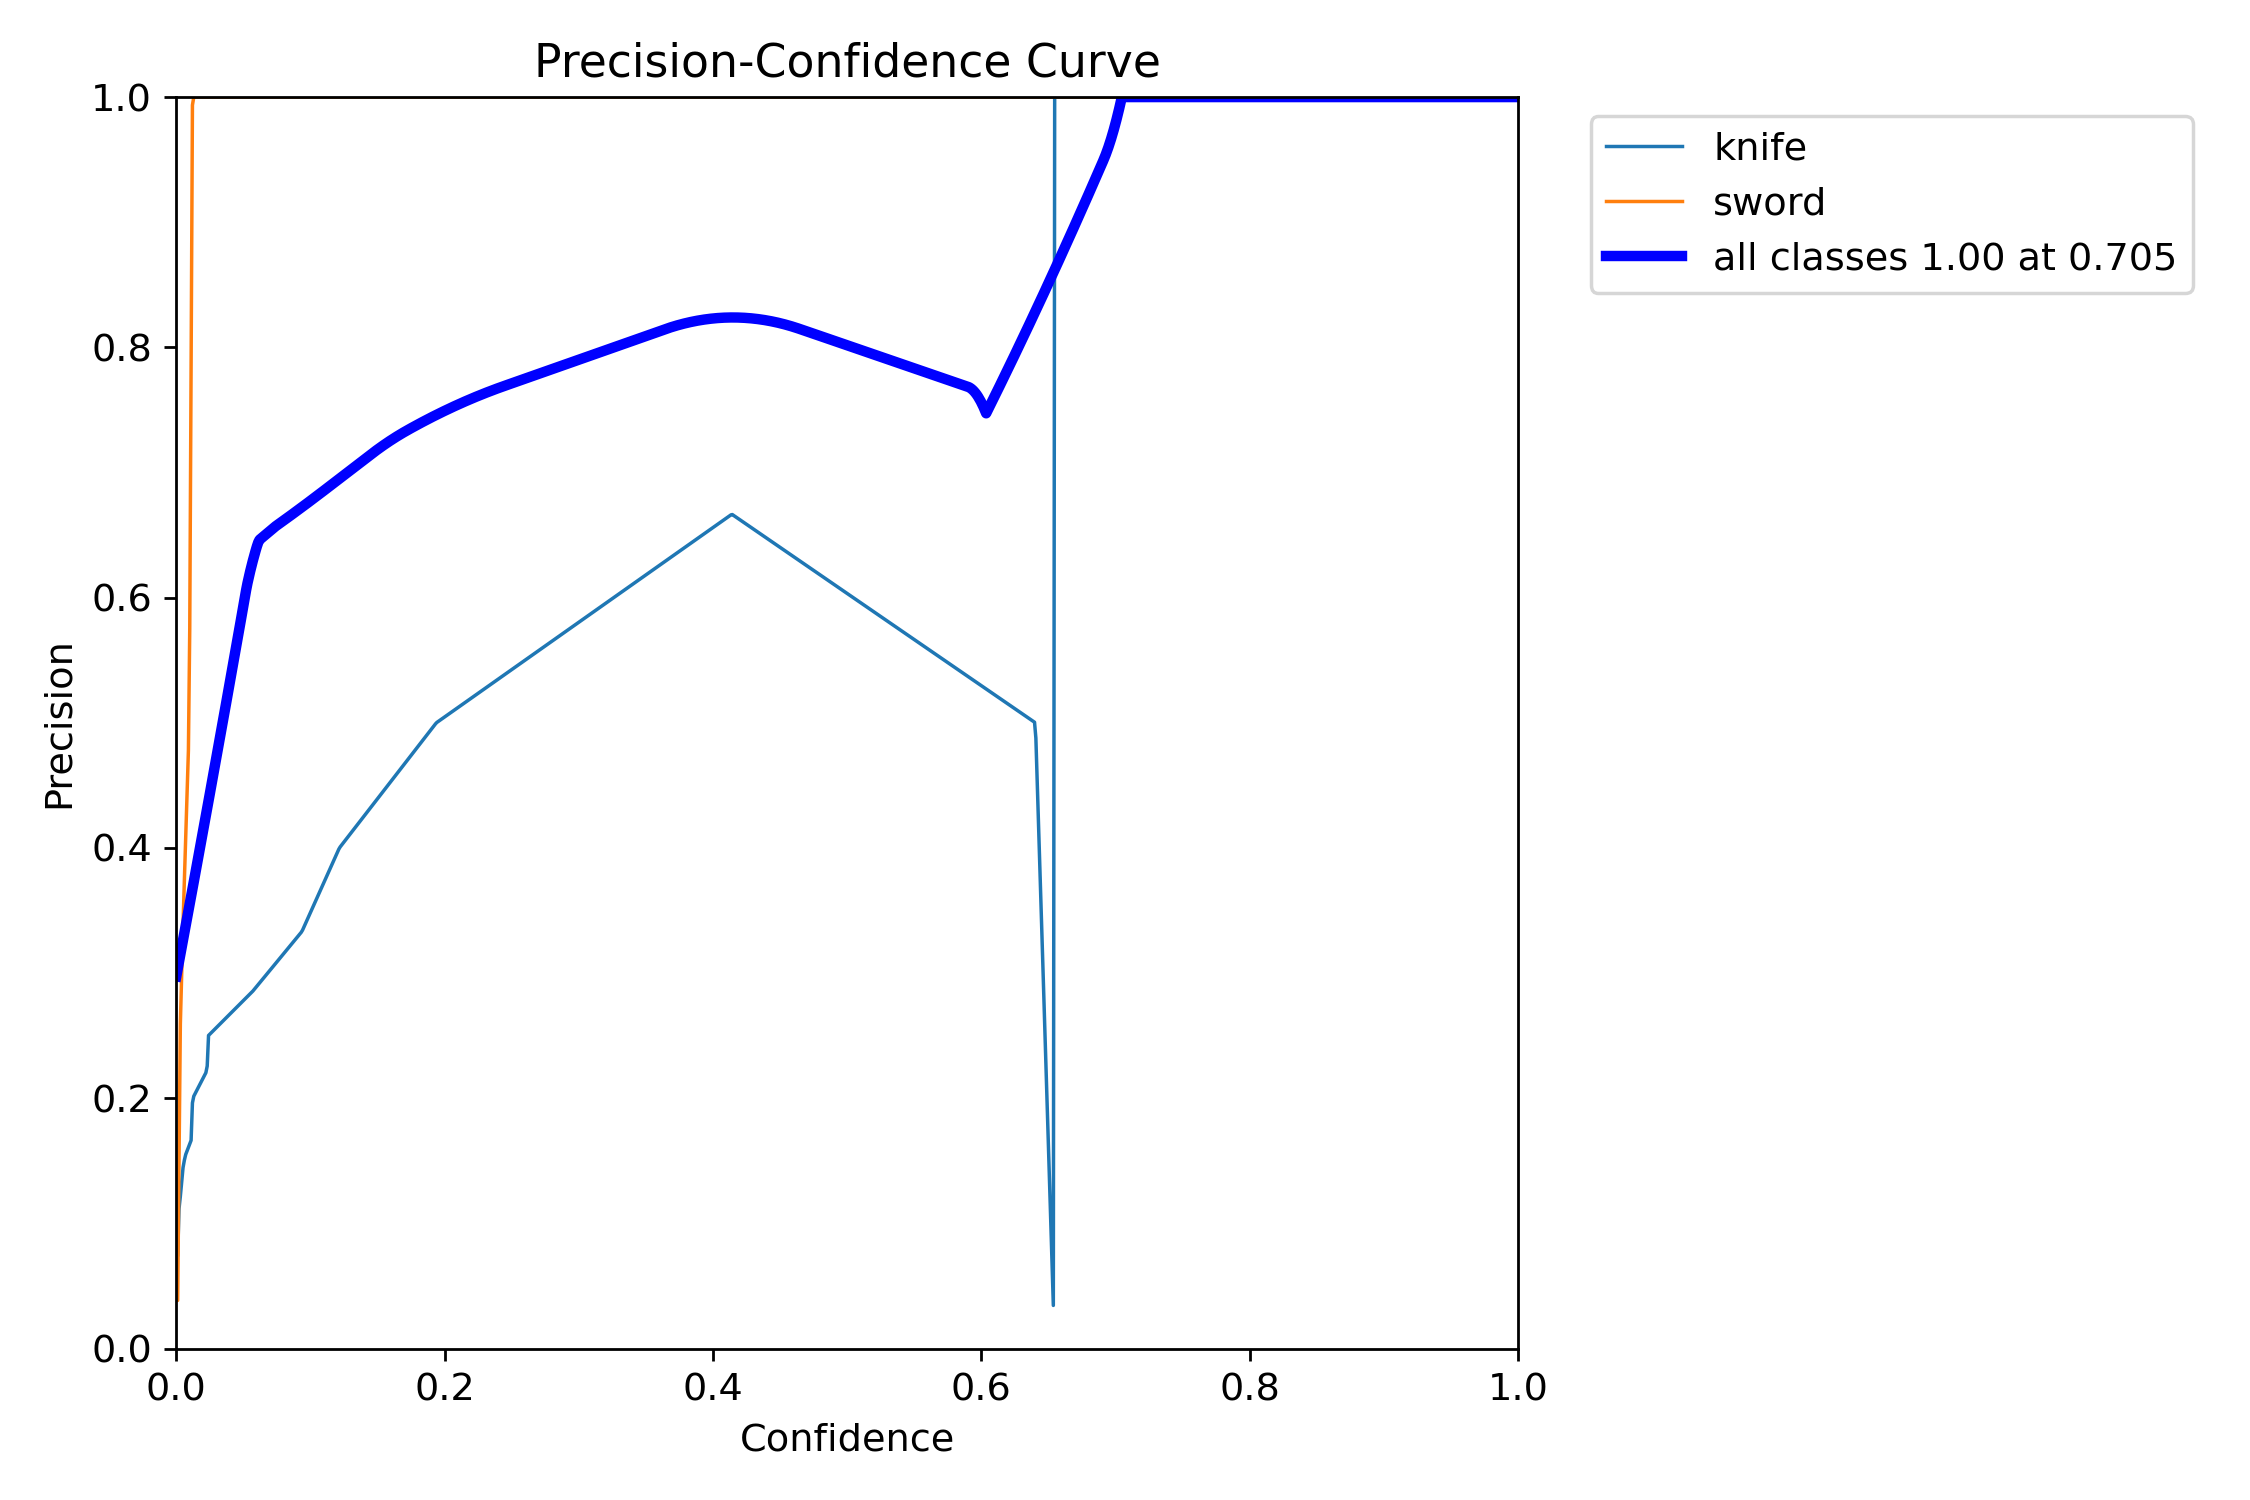 Precision-Confidence Curve
1.0
0.8
0.6
0.4
0.2
0.0
Precision
0.0 0.2 0.4 0.6 0.8 1.0
Confidence
knife
sword
all classes 1.00 at 0.705